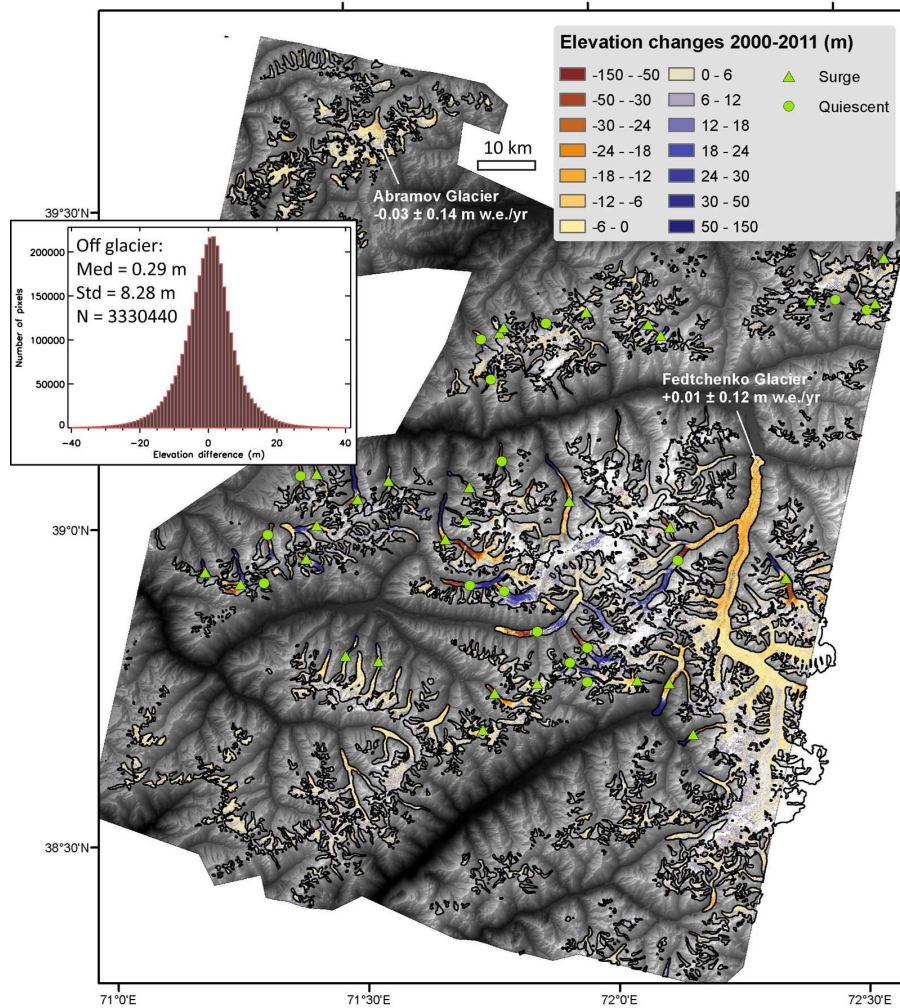 Elevation changes 2000-2011 (m)
-150 - -50
-50 - -30
-30 - -24
-24 - -18
-18 - -12
-12 - -6
-6 - 0
0 - 6
6 - 12
12 - 18
18 - 24
24 - 30
30 - 50
50 - 150
Surge
Quiescent
10 km
Abramov Glacier
-0.03 ± 0.14 m w.e./yr
39°30'N
Off glacier:
Med = 0.29 m
Std = 8.28 m
N = 3330440
Number of pixels
200000
150000
100000
50000
0
-40
-20
0
20
40
Elevation difference (m)
Fedtchenko Glacier
+0.01 ± 0.12 m w.e./yr
39°0'N
38°30'N
71°0'E
71°30'E
72°0'E
72°30'E